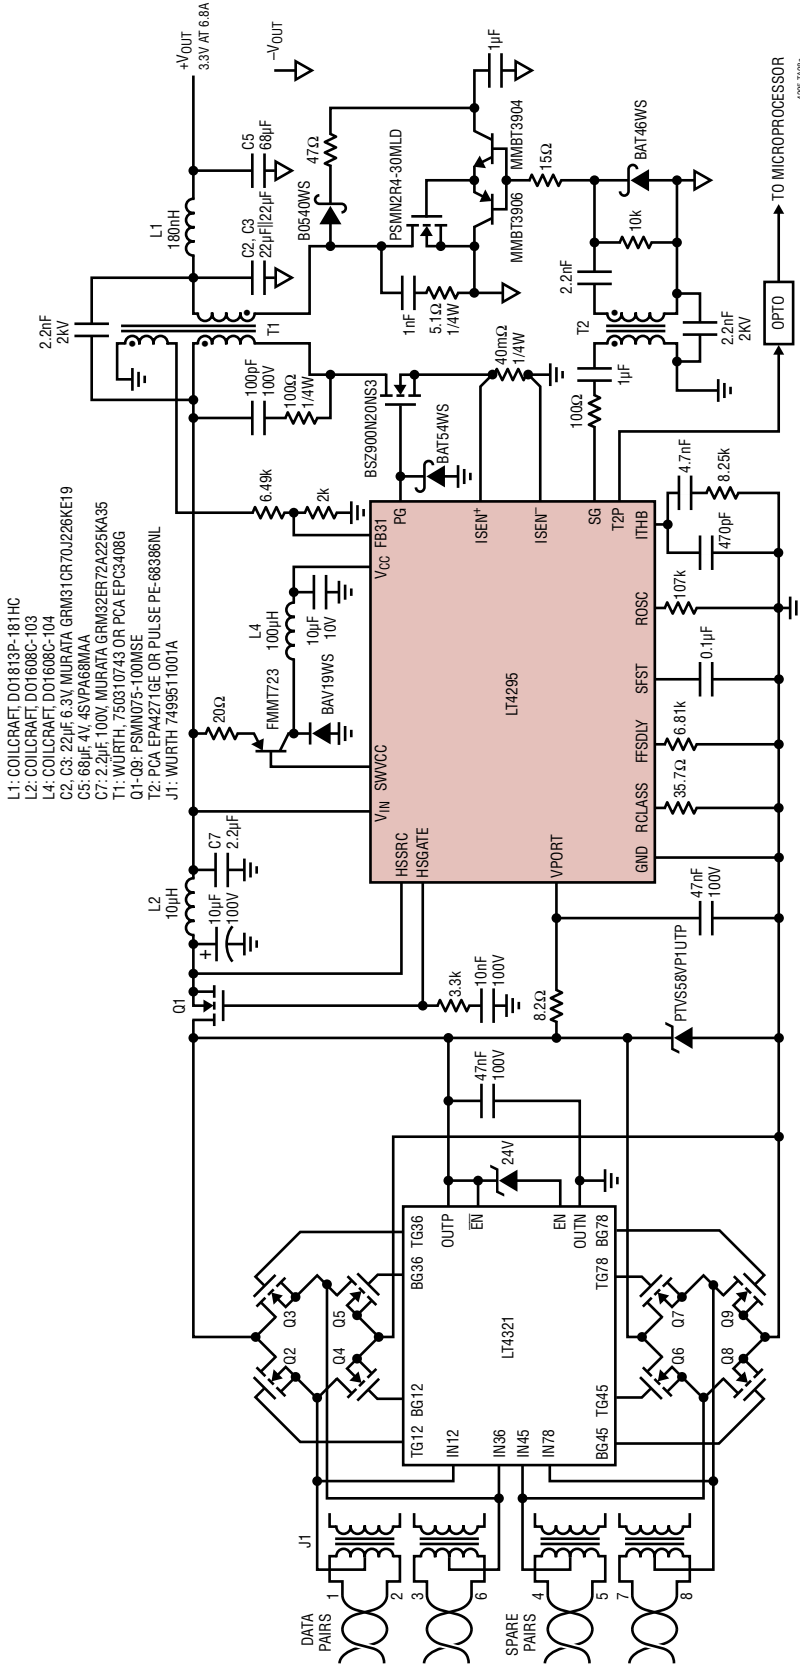 L1: COILCRAFT, DO1813P-181HC
L2: COILCRAFT, DO1608C-103
L4: COILCRAFT, DO1608C-104
C2, C3: 22µF, 6.3V, MURATA GRM31CR70J226KE19
C5: 68µF, 4V, 4SVPA68MAA
C7: 2.2µF, 100V, MURATA GRM32ER72A225KA35
T1: WÜRTH, 750310743 OR PCA EPC3408G
Q1-Q9: PSMN075-100MSE
T2: PCA EPA4271GE OR PULSE PE-68386NL
J1: WURTH 7499511001A
DATA
PAIRS
1
2
3
6
SPARE
PAIRS
4
5
7
8
J1
Q2
Q3
Q4
Q5
TG12
BG12
BG36
TG36
IN12
IN36
IN45
IN78
LT4321
OUTP
EN
EN
OUTN
BG45
TG45
TG78
BG78
Q6
Q7
Q8
Q9
24V
47nF
100V
Q1
+
10µF
100V
L2
10µH
C7
2.2µF
3.3k
10nF
100V
8.2Ω
PTVS58VP1UTP
47nF
100V
20Ω
FMMT723
BAV19WS
L4
100µH
10µF
10V
6.49k
2k
VIN
SWVCC
VCC
FB31
HSSRC
HSGATE
VPORT
LT4295
PG
ISEN+
ISEN–
SG
T2P
GND
RCLASS
FFSDLY
SFST
ROSC
ITHB
35.7Ω
6.81k
0.1µF
107k
470pF
4.7nF
8.25k
100pF
100V
100Ω
1/4W
2.2nF
2kV
T1
BSZ900N20NS3
BAT54WS
40mΩ
1/4W
100Ω
1µF
T2
2.2nF
2KV
2.2nF
10k
BAT46WS
15Ω
MMBT3906
MMBT3904
1nF
5.1Ω
1/4W
PSMN2R4-30MLD
B0540WS
47Ω
1µF
L1
180nH
C2, C3
22µF||22µF
C5
68µF
+VOUT
3.3V AT 6.8A
–VOUT
OPTO
TO MICROPROCESSOR